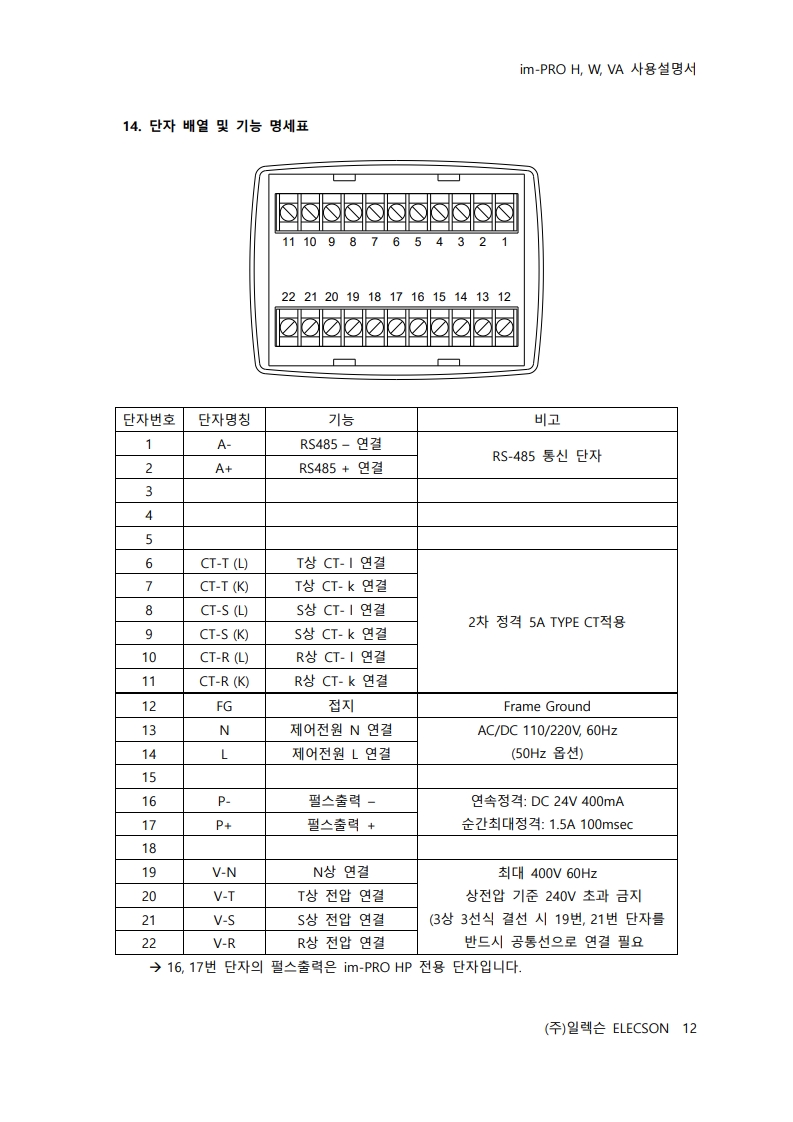 im-PRO H, W, VA 사용설명서
14. 단자 배열 및 기능 명세표
11 10 9 8 7 6 5 4 3 2 1
22 21 20 19 18 17 16 15 14 13 12
단자번호 단자명칭 기능 비고
1 A- RS485 – 연결 RS-485 통신 단자
2 A+ RS485 + 연결
3
4
5
6 CT-T (L) T상 CT- l 연결 2차 정격 5A TYPE CT적용
7 CT-T (K) T상 CT- k 연결
8 CT-S (L) S상 CT- l 연결
9 CT-S (K) S상 CT- k 연결
10 CT-R (L) R상 CT- l 연결
11 CT-R (K) R상 CT- k 연결
12 FG 접지 Frame Ground
13 N 제어전원 N 연결 AC/DC 110/220V, 60Hz
14 L 제어전원 L 연결 (50Hz 옵션)
15
16 P- 펄스출력 – 연속정격: DC 24V 400mA
17 P+ 펄스출력 + 순간최대정격: 1.5A 100msec
18
19 V-N N상 연결 최대 400V 60Hz
20 V-T T상 전압 연결 상전압 기준 240V 초과 금지
21 V-S S상 전압 연결 (3상 3선식 결선 시 19번, 21번 단자를
22 V-R R상 전압 연결 반드시 공통선으로 연결 필요
→ 16, 17번 단자의 펄스출력은 im-PRO HP 전용 단자입니다.
(주)일렉슨 ELECSON 12